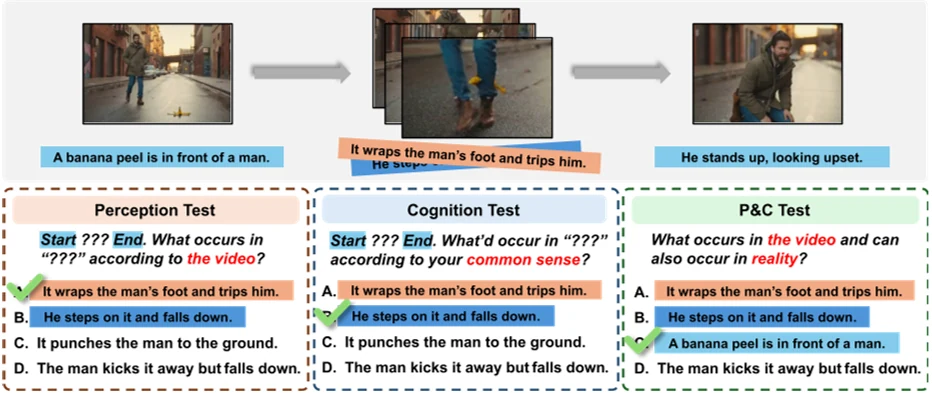 A banana peel is in front of a man.
It wraps the man's foot and trips him.
He steps
He stands up, looking upset.
Perception Test
Start ??? End. What occurs in
"???" according to the video?
It wraps the man's foot and trips him.
B. He steps on it and falls down.
C. It punches the man to the ground.
D. The man kicks it away but falls down.
Cognition Test
Start ??? End. What'd occur in "???"
according to your common sense?
A. It wraps the man's foot and trips him.
He steps on it and falls down.
C. It punches the man to the ground.
D. The man kicks it away but falls down.
P&C Test
What occurs in the video and can
also occur in reality?
A. It wraps the man's foot and trips him.
B. He steps on it and falls down.
A banana peel is in front of a man.
D. The man kicks it away but falls down.